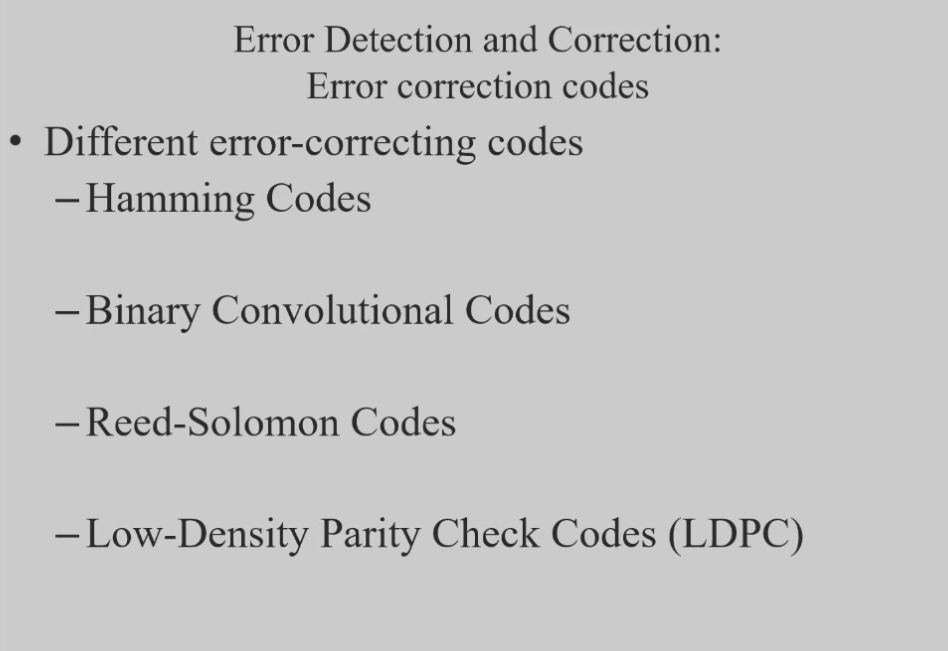 Error Detection and Correction:
Error correction codes
• Different error-correcting codes
– Hamming Codes
– Binary Convolutional Codes
– Reed-Solomon Codes
– Low-Density Parity Check Codes (LDPC)